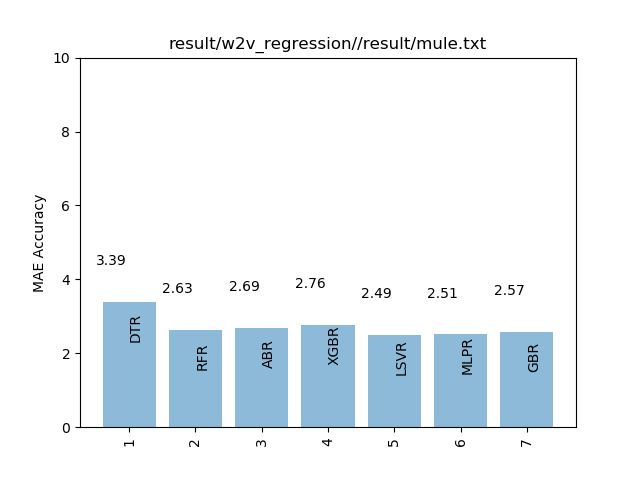 result/w2v_regression//result/mule.txt
MAE Accuracy
10
8
6
4
2
0
3.39
2.63
2.69
2.76
2.49
2.51
2.57
DTR
RFR
ABR
XGBR
LSVR
MLPR
GBR
1
2
3
4
5
6
7